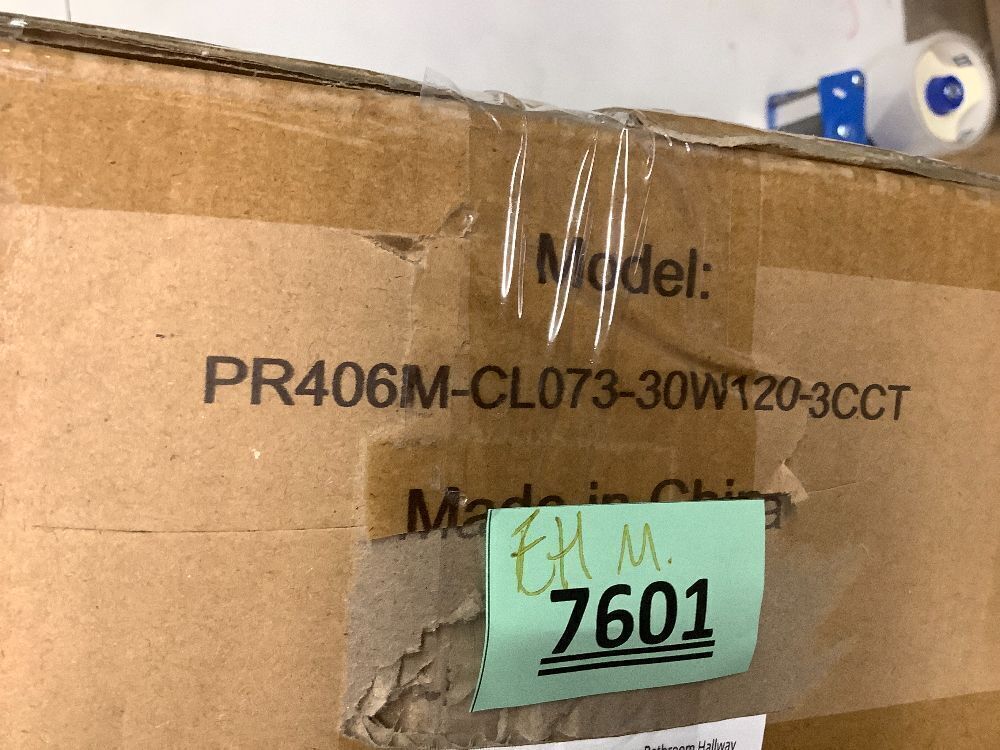 Model:
PR406M-CL073-30W120-3CCT
Made in China
EH M.
7601
Bathroom Hallway